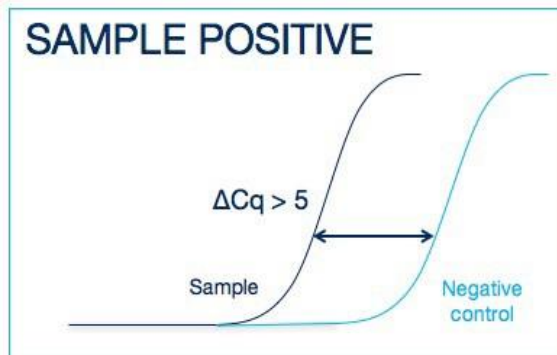 SAMPLE POSITIVE
ΔCq > 5
Sample
Negative
control